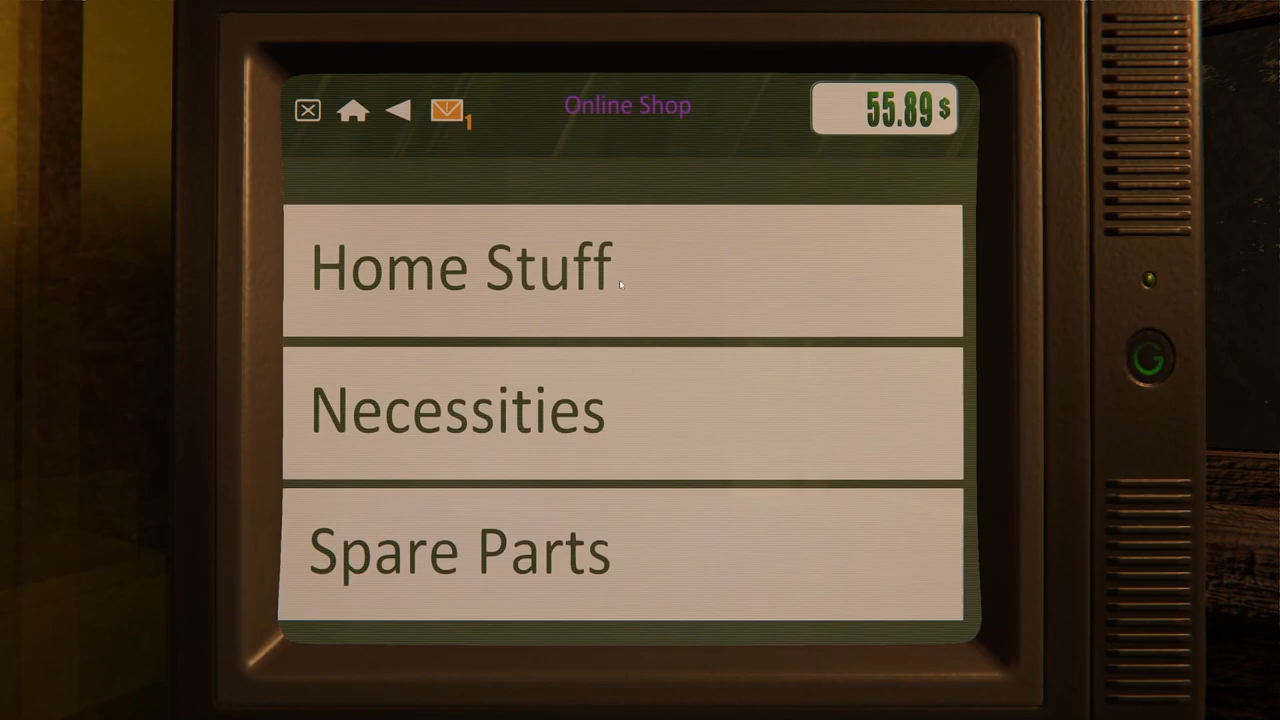 1
Online Shop
55.89 $
Home Stuff
Necessities
Spare Parts